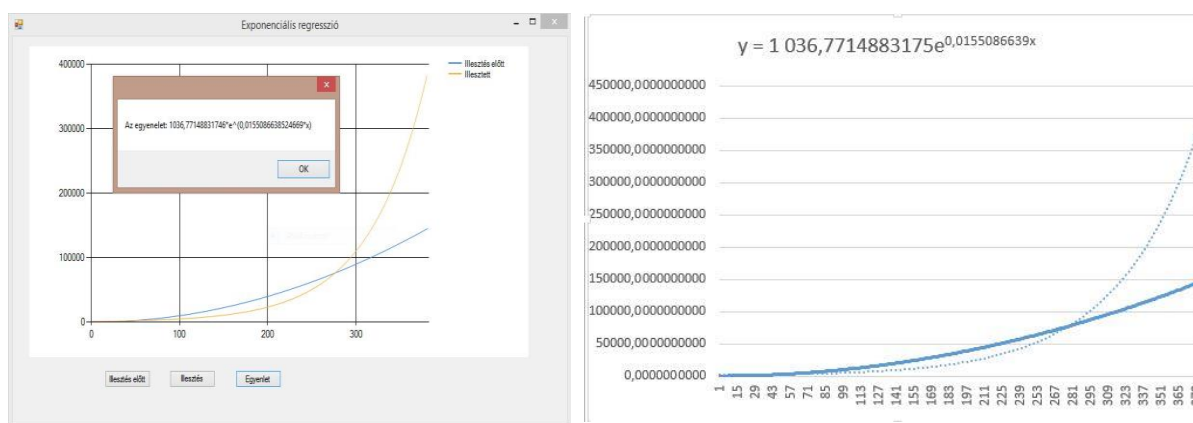 Exponenciális regresszió
400000
300000
200000
100000
0
0
100
200
300
Illesztés előtt
Illesztett
x
Az egyenelet: 1036,77148831746*e^(0,0155086638524669*x)
OK
Illesztés előtt
Illesztés
Egyenlet
y = 1 036,7714883175e^0,0155086639x
450000,0000000000
400000,0000000000
350000,0000000000
300000,0000000000
250000,0000000000
200000,0000000000
150000,0000000000
100000,0000000000
50000,0000000000
0,0000000000
1 15 29 43 57 71 85 99 113 127 141 155 169 183 197 211 225 239 253 267 281 295 309 323 337 351 365